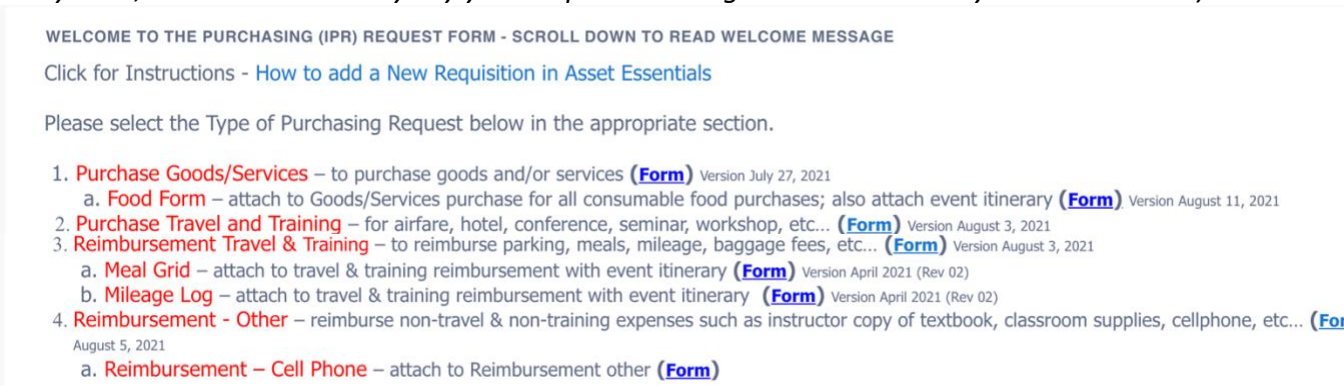 WELCOME TO THE PURCHASING (IPR) REQUEST FORM - SCROLL DOWN TO READ WELCOME MESSAGE
Click for Instructions - How to add a New Requisition in Asset Essentials
Please select the Type of Purchasing Request below in the appropriate section.
1. Purchase Goods/Services – to purchase goods and/or services (Form) Version July 27, 2021
a. Food Form – attach to Goods/Services purchase for all consumable food purchases; also attach event itinerary (Form) Version August 11, 2021
2. Purchase Travel and Training – for airfare, hotel, conference, seminar, workshop, etc... (Form) Version August 3, 2021
3. Reimbursement Travel & Training – to reimburse parking, meals, mileage, baggage fees, etc... (Form) Version August 3, 2021
a. Meal Grid – attach to travel & training reimbursement with event itinerary (Form) Version April 2021 (Rev 02)
b. Mileage Log – attach to travel & training reimbursement with event itinerary (Form) Version April 2021 (Rev 02)
4. Reimbursement - Other – reimburse non-travel & non-training expenses such as instructor copy of textbook, classroom supplies, cellphone, etc... (For
August 5, 2021
a. Reimbursement – Cell Phone – attach to Reimbursement other (Form)